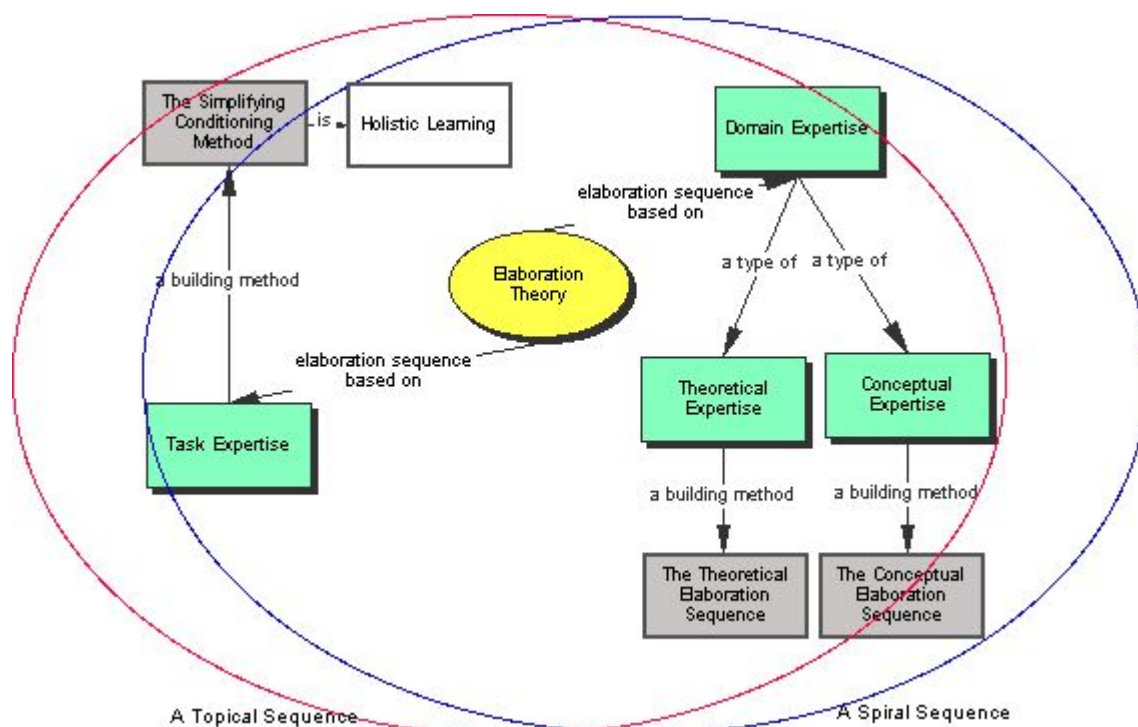 The Simplifying
Conditioning
Method
is
Holistic Learning
Domain Expertise
elaboration sequence
based on
Elaboration
Theory
a type of
a type of
a building method
elaboration sequence
based on
Task Expertise
Theoretical
Expertise
Conceptual
Expertise
a building method
a building method
The Theoretical
Elaboration
Sequence
The Conceptual
Elaboration
Sequence
A Topical Sequence
A Spiral Sequence